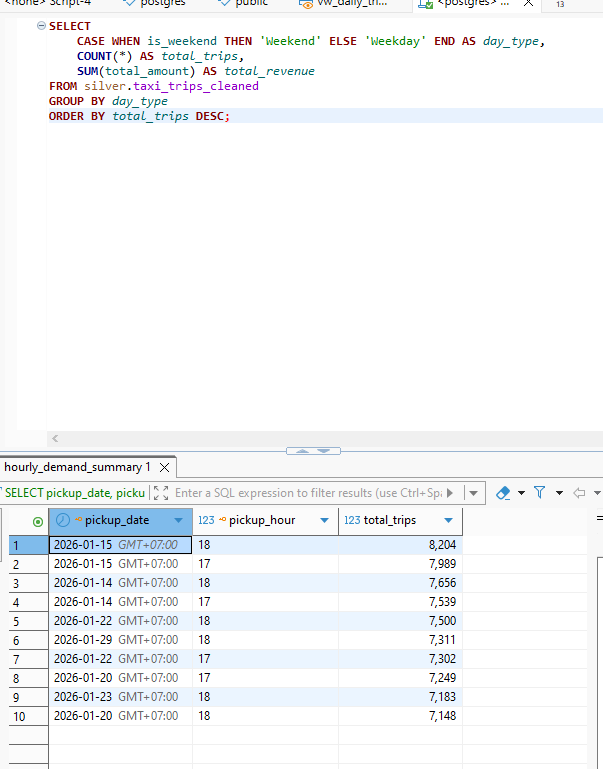 <none> Script-4 postgres public vw_daily_tri... <postgres> ... 13
SELECT
CASE WHEN is_weekend THEN 'Weekend' ELSE 'Weekday' END AS day_type,
COUNT(*) AS total_trips,
SUM(total_amount) AS total_revenue
FROM silver.taxi_trips_cleaned
GROUP BY day_type
ORDER BY total_trips DESC;
hourly_demand_summary 1
SELECT pickup_date, picku Enter a SQL expression to filter results (use Ctrl+Spa
pickup_date 123 pickup_hour 123 total_trips
1 2026-01-15 GMT+07:00 18 8,204
2 2026-01-15 GMT+07:00 17 7,989
3 2026-01-14 GMT+07:00 18 7,656
4 2026-01-14 GMT+07:00 17 7,539
5 2026-01-22 GMT+07:00 18 7,500
6 2026-01-29 GMT+07:00 18 7,311
7 2026-01-22 GMT+07:00 17 7,302
8 2026-01-20 GMT+07:00 17 7,249
9 2026-01-23 GMT+07:00 18 7,183
10 2026-01-20 GMT+07:00 18 7,148